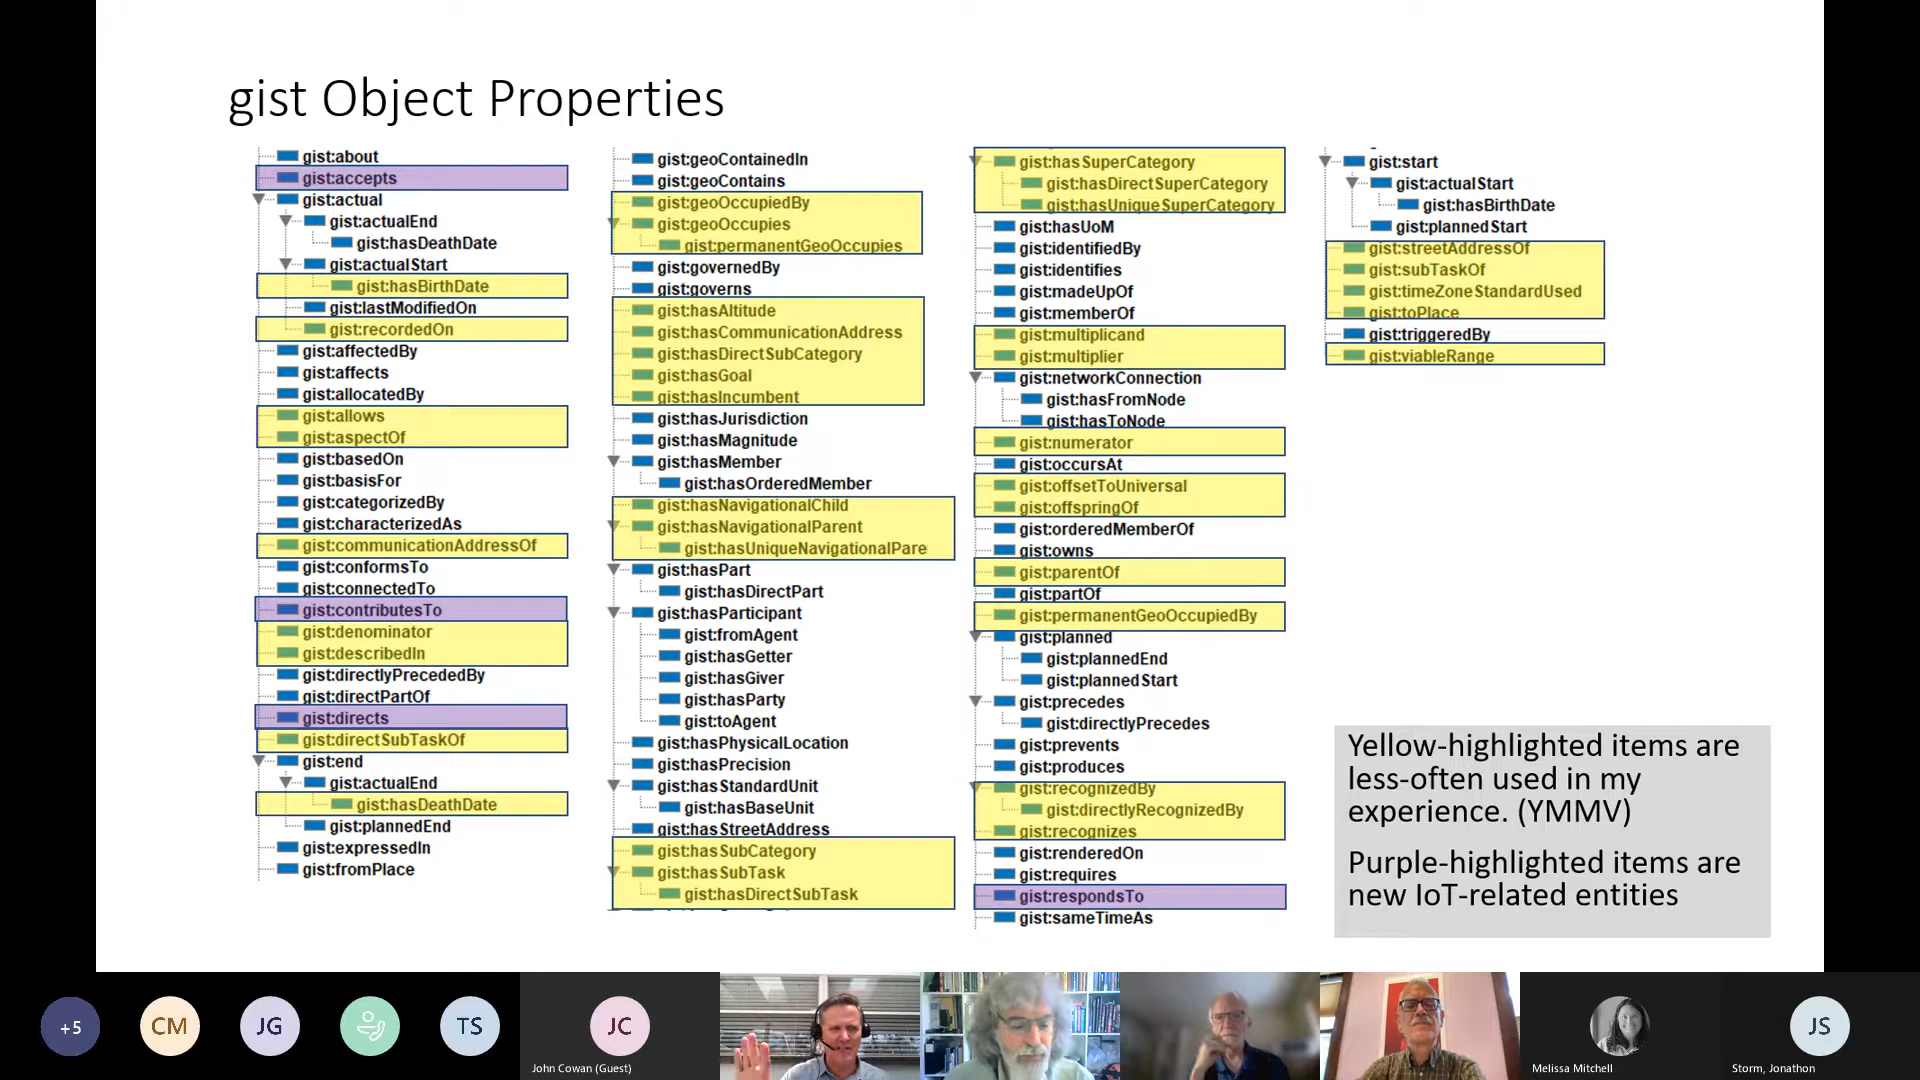 gist Object Properties
gist:about
gist:accepts
gist:actual
gist:actualEnd
gist:hasDeathDate
gist:actualStart
gist:hasBirthDate
gist:lastModifiedOn
gist:recordedOn
gist:affectedBy
gist:affects
gist:allocatedBy
gist:allows
gist:aspectOf
gist:basedOn
gist:basisFor
gist:categorizedBy
gist:characterizedAs
gist:communicationAddressOf
gist:conformsTo
gist:connectedTo
gist:contributesTo
gist:denominator
gist:describedIn
gist:directlyPrecededBy
gist:directPartOf
gist:directs
gist:directSubTaskOf
gist:end
gist:actualEnd
gist:hasDeathDate
gist:plannedEnd
gist:expressedIn
gist:fromPlace
gist:geoContainedIn
gist:geoContains
gist:geoOccupiedBy
gist:geoOccupies
gist:permanentGeoOccupies
gist:governedBy
gist:governs
gist:hasAltitude
gist:hasCommunicationAddress
gist:hasDirectSubCategory
gist:hasGoal
gist:hasIncumbent
gist:hasJurisdiction
gist:hasMagnitude
gist:hasMember
gist:hasOrderedMember
gist:hasNavigationalChild
gist:hasNavigationalParent
gist:hasUniqueNavigationalPare
gist:hasPart
gist:hasDirectPart
gist:hasParticipant
gist:fromAgent
gist:hasGetter
gist:hasGiver
gist:hasParty
gist:toAgent
gist:hasPhysicalLocation
gist:hasPrecision
gist:hasStandardUnit
gist:hasBaseUnit
gist:hasStreetAddress
gist:hasSubCategory
gist:hasSubTask
gist:hasDirectSubTask
gist:hasSuperCategory
gist:hasDirectSuperCategory
gist:hasUniqueSuperCategory
gist:hasUoM
gist:identifiedBy
gist:identifies
gist:madeUpOf
gist:memberOf
gist:multiplicand
gist:multiplier
gist:networkConnection
gist:hasFromNode
gist:hasToNode
gist:numerator
gist:occursAt
gist:offsetToUniversal
gist:offspringOf
gist:orderedMemberOf
gist:owns
gist:parentOf
gist:partOf
gist:permanentGeoOccupiedBy
gist:planned
gist:plannedEnd
gist:plannedStart
gist:precedes
gist:directlyPrecedes
gist:prevents
gist:produces
gist:recognizedBy
gist:directlyRecognizedBy
gist:recognizes
gist:renderedOn
gist:requires
gist:respondsTo
gist:sameTimeAs
gist:start
gist:actualStart
gist:hasBirthDate
gist:plannedStart
gist:streetAddressOf
gist:subTaskOf
gist:timeZoneStandardUsed
gist:toPlace
gist:triggeredBy
gist:viableRange
Yellow-highlighted items are
less-often used in my
experience. (YMMV)
Purple-highlighted items are
new IoT-related entities
+5
CM
JG
TS
JC
JS
John Cowan (Guest)
Melissa Mitchell
Storm, Jonathon